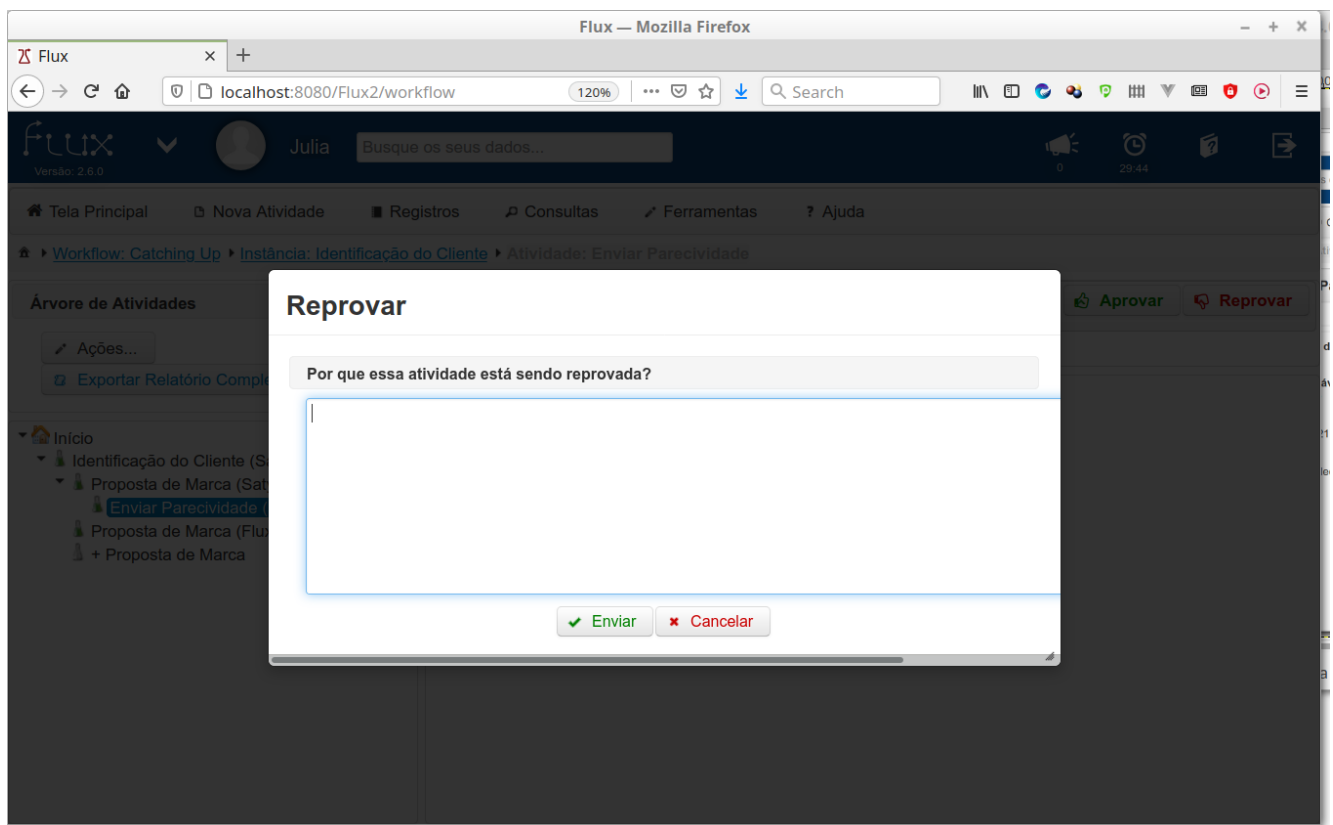 Flux — Mozilla Firefox
Flux
localhost:8080/Flux2/workflow 120% Search
flux
Versão: 2.6.0
Julia
Busque os seus dados...
0
29:44
Tela Principal Nova Atividade Registros Consultas Ferramentas ? Ajuda
Workflow: Catching Up Instância: Identificação do Cliente Atividade: Enviar Parecividade
Árvore de Atividades
Aprovar Reprovar
Reprovar
Ações...
Exportar Relatório Comple
Por que essa atividade está sendo reprovada?
Início
Identificação do Cliente (S
Proposta de Marca (Sat
Enviar Parecividade (
Proposta de Marca (Flu
+ Proposta de Marca
Enviar Cancelar